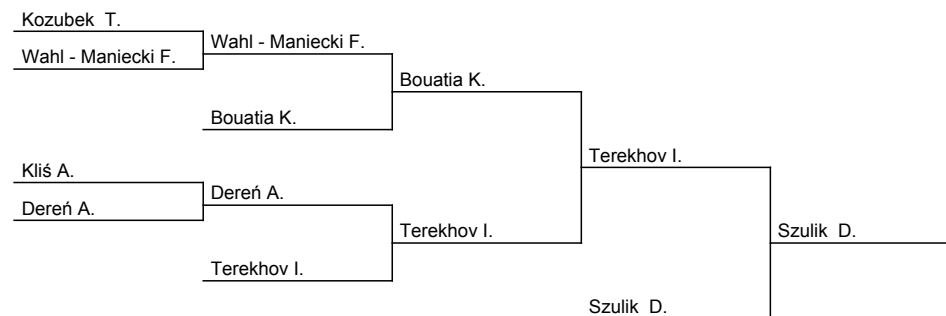 Kozubek  T.
Wahl - Maniecki F.
Wahl - Maniecki F.
Bouatia K.
Bouatia K.
Kliś A.
Terekhov I.
Dereń A.
Dereń A.
Terekhov I.
Szulik  D.
Terekhov I.
Szulik  D.